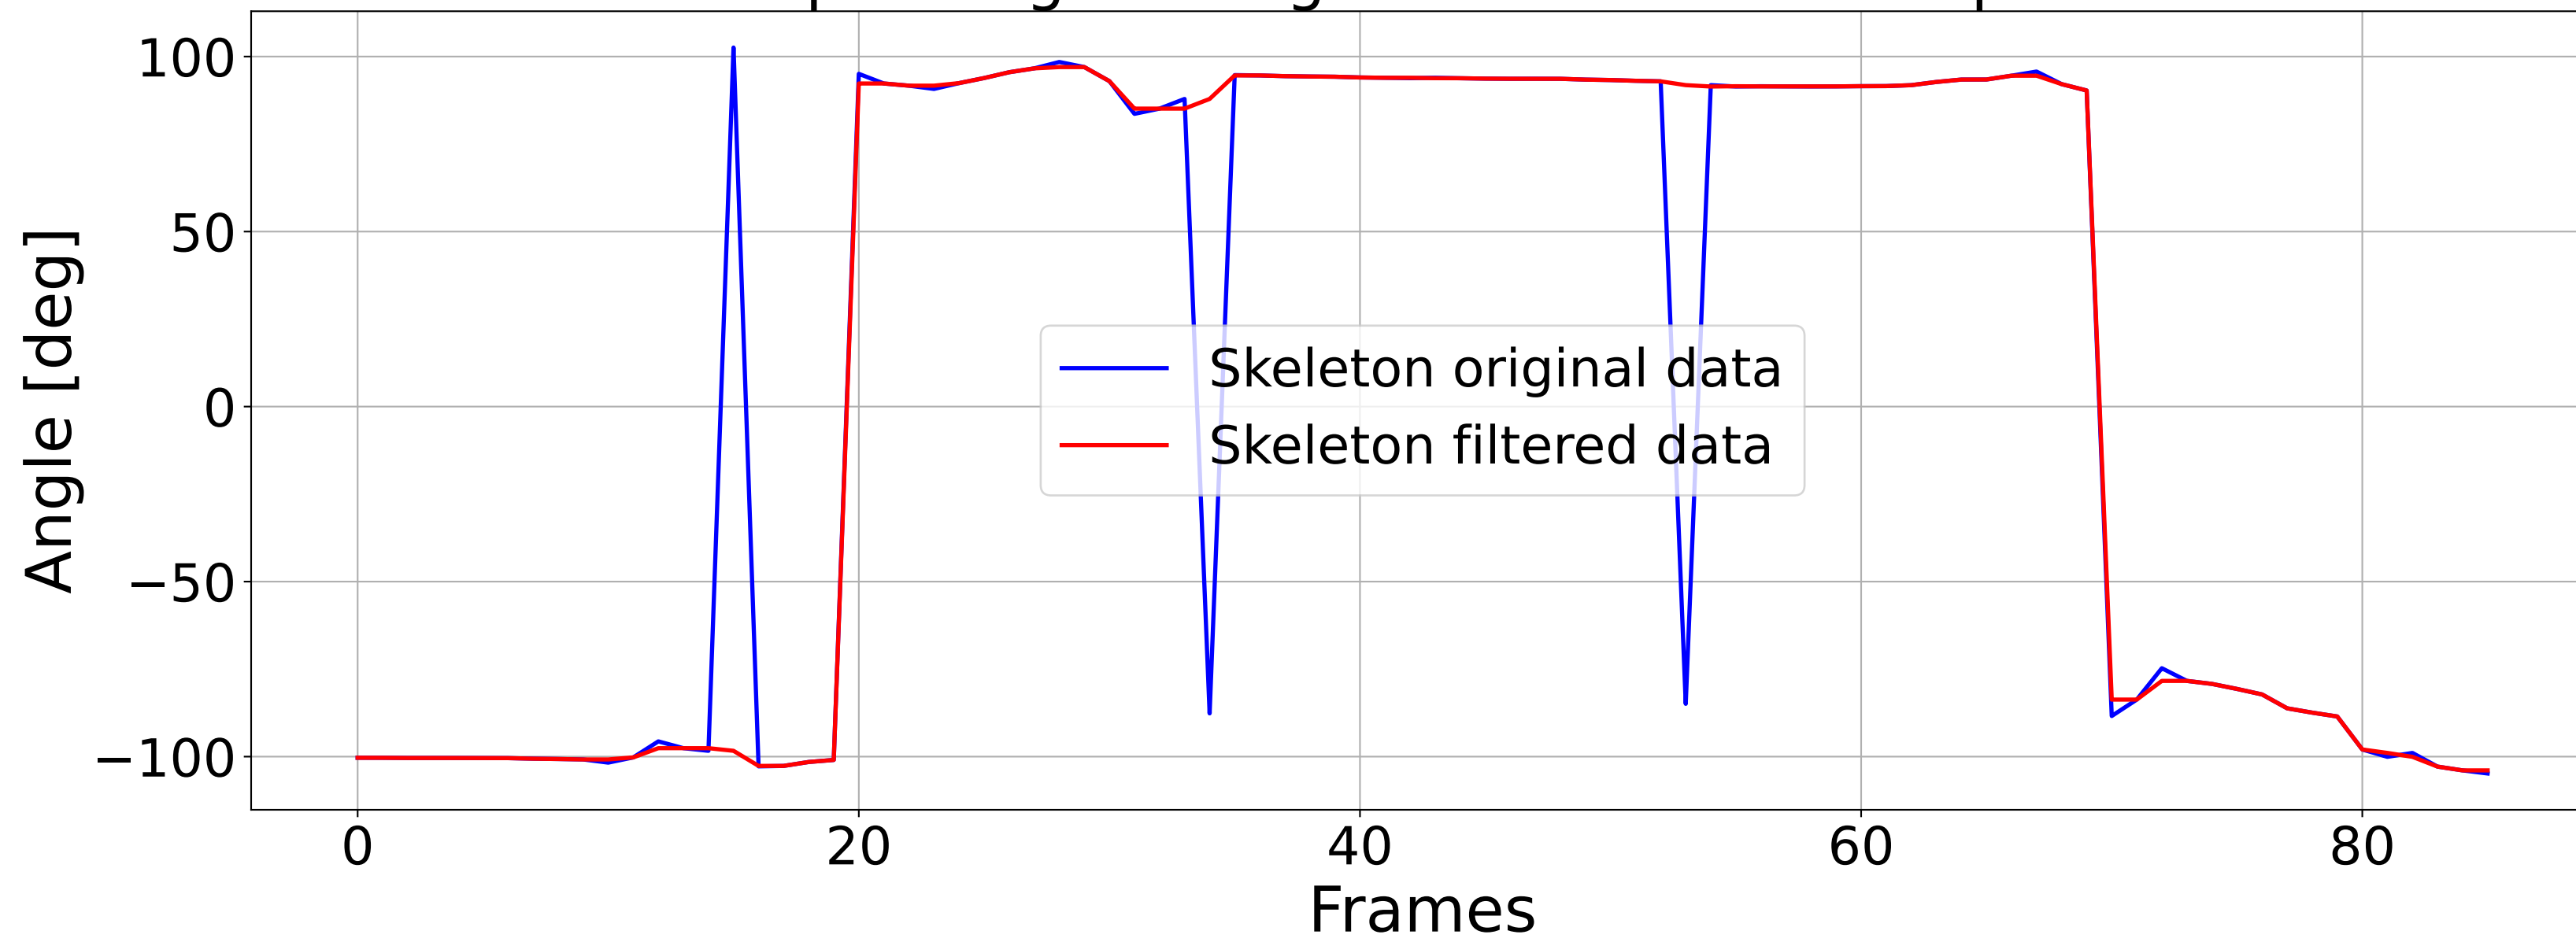 100
50
0
−50
−100
Angle [deg]
Skeleton original data
Skeleton filtered data
0 20 40 60 80
Frames